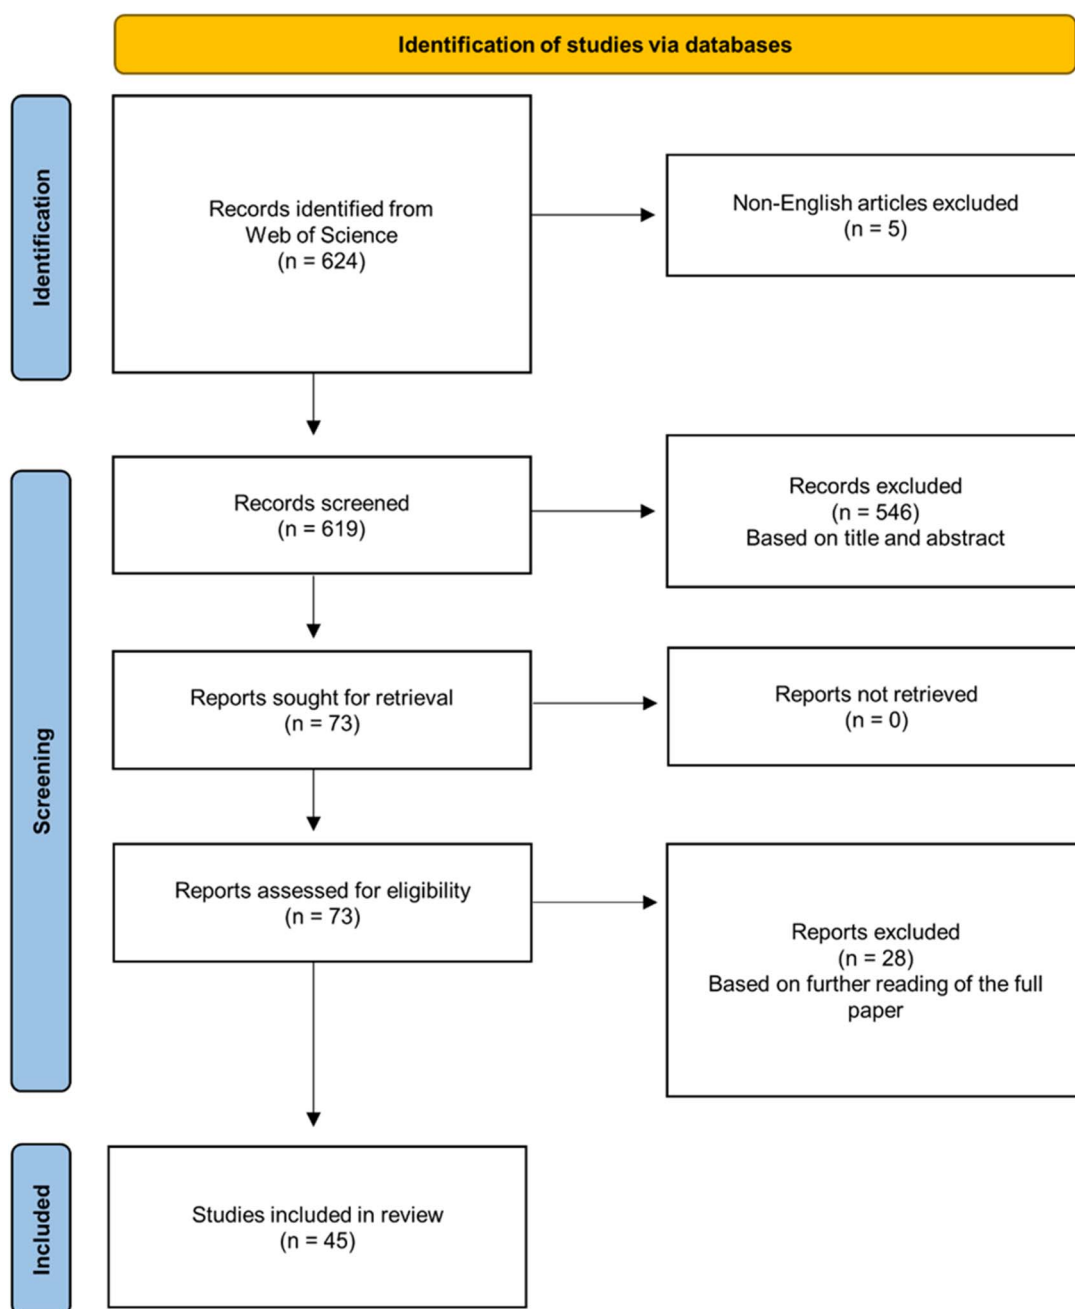 Identification of studies via databases
Identification
Records identified from
Web of Science
(n = 624)
Non-English articles excluded
(n = 5)
Screening
Records screened
(n = 619)
Records excluded
(n = 546)
Based on title and abstract
Reports sought for retrieval
(n = 73)
Reports not retrieved
(n = 0)
Reports assessed for eligibility
(n = 73)
Reports excluded
(n = 28)
Based on further reading of the full
paper
Included
Studies included in review
(n = 45)